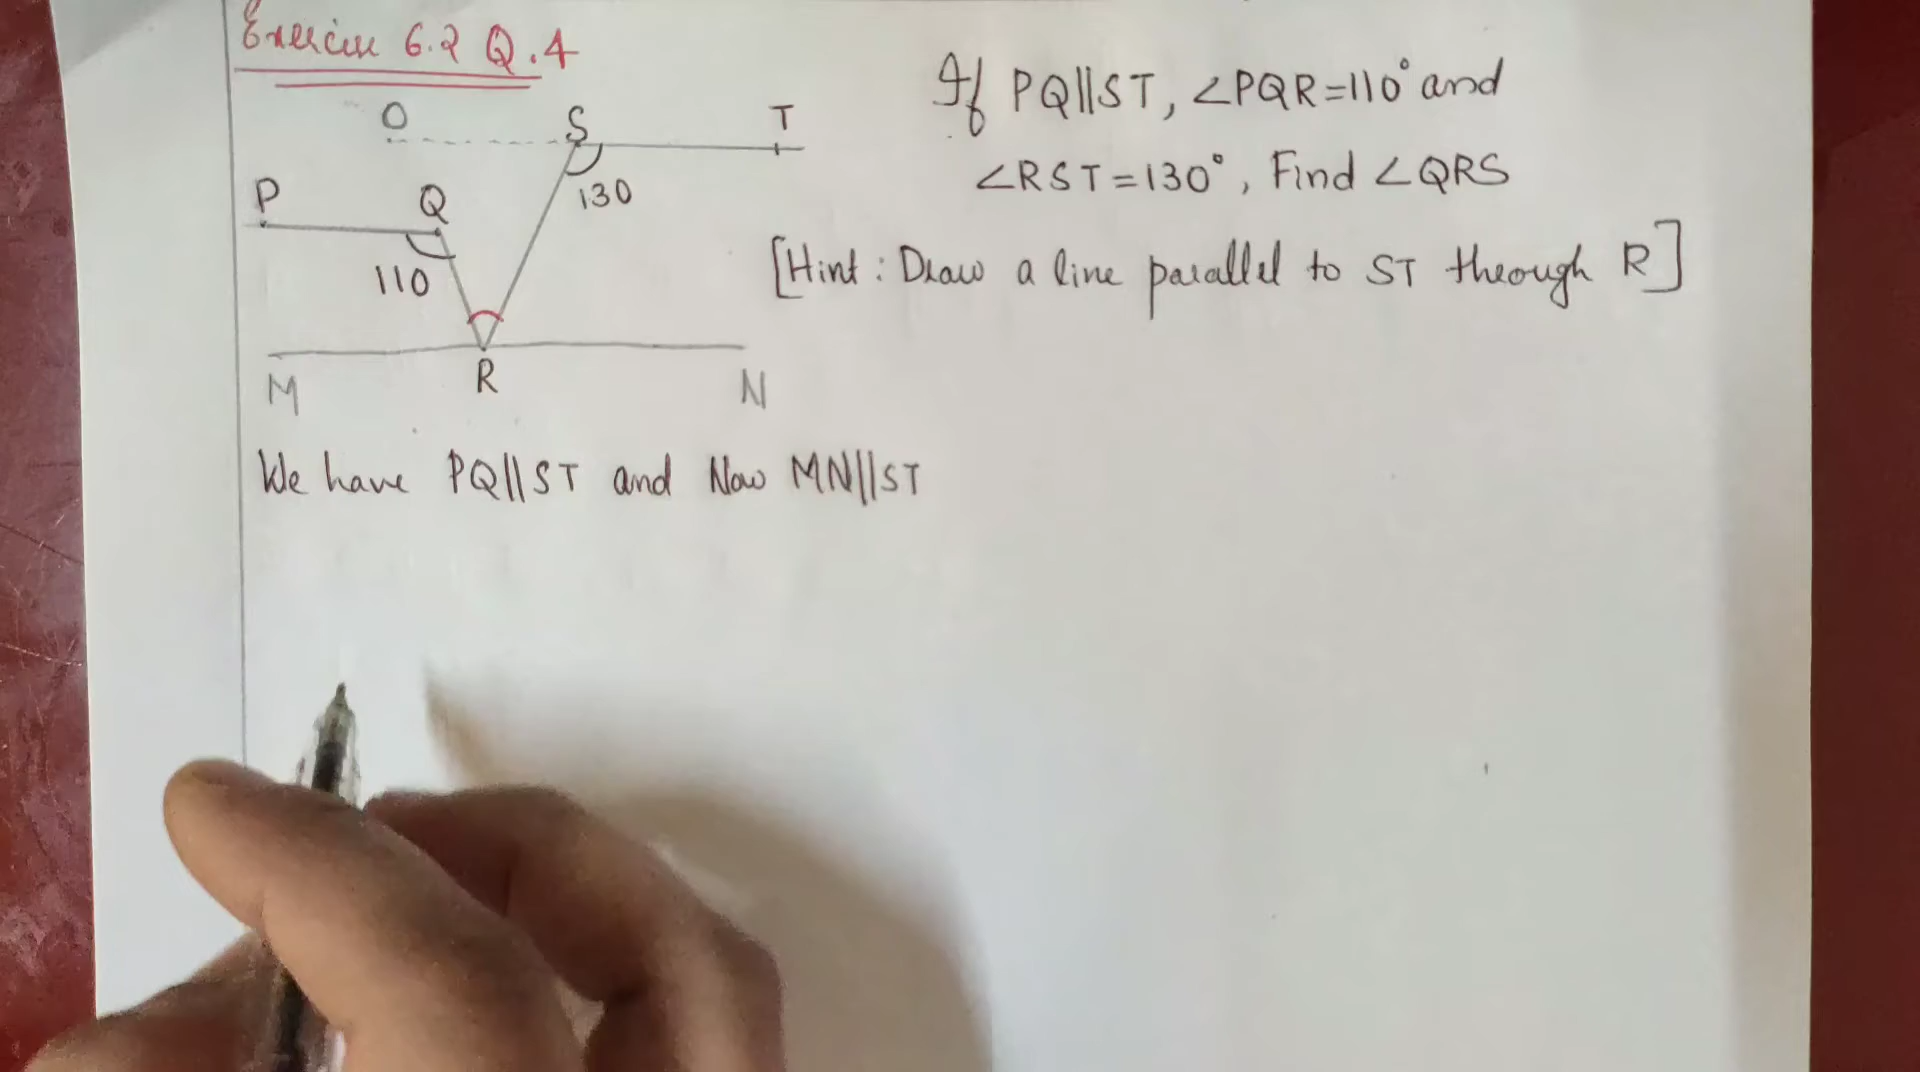 Exercise 6.2 Q.4
If PQ||ST, ∠PQR=110° and
∠RST=130°, Find ∠QRS
[Hint: Draw a line parallel to ST through R]
O S T
130
P Q
110
R
M N
We have PQ||ST and Now MN||ST